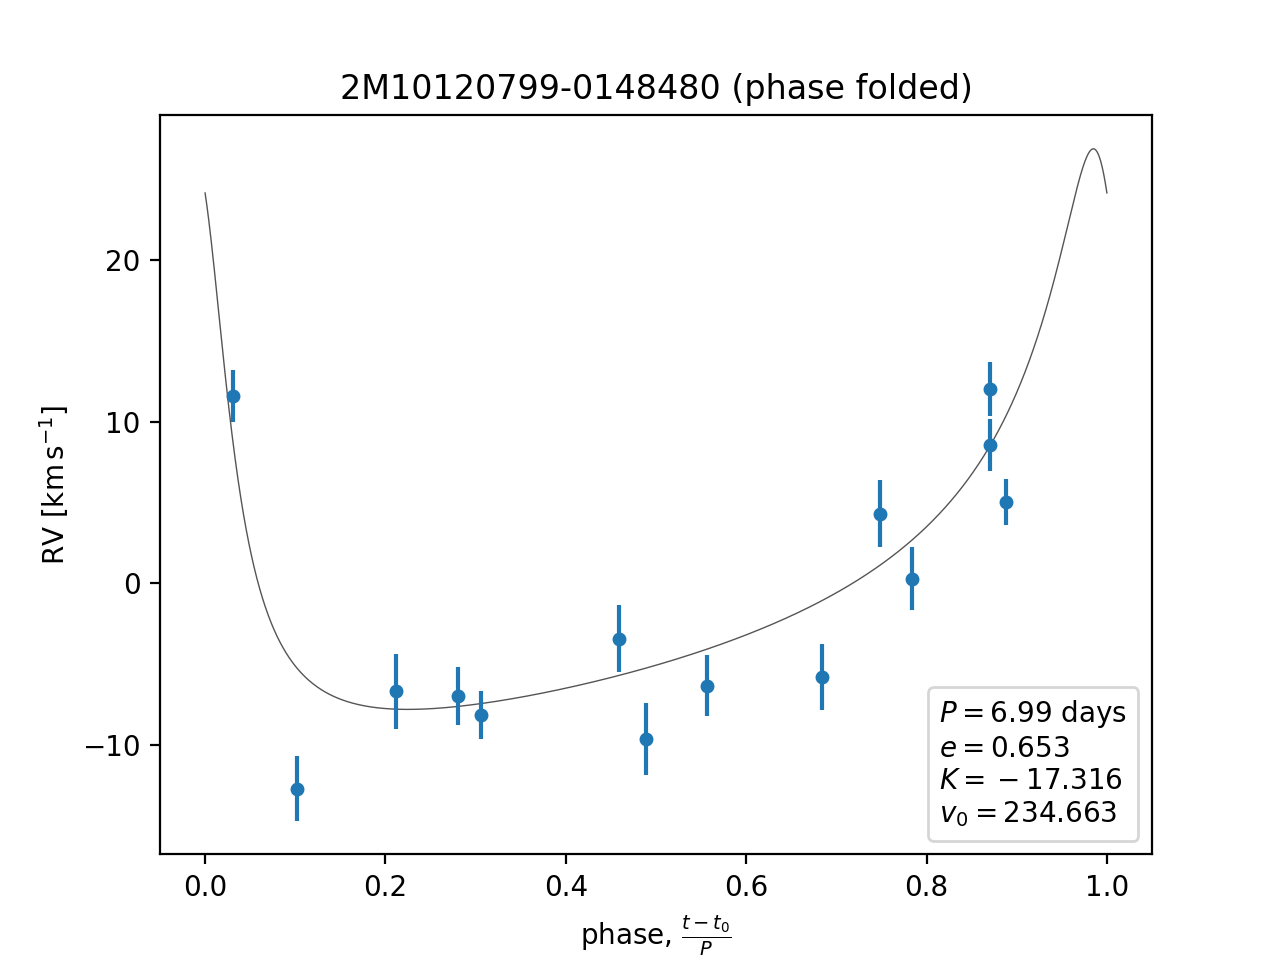 2M10120799-0148480 (phase folded)
RV [km s⁻¹]
20
10
0
−10
0.0 0.2 0.4 0.6 0.8 1.0
phase, (t − t₀)/P
P = 6.99 days
e = 0.653
K = −17.316
v₀ = 234.663